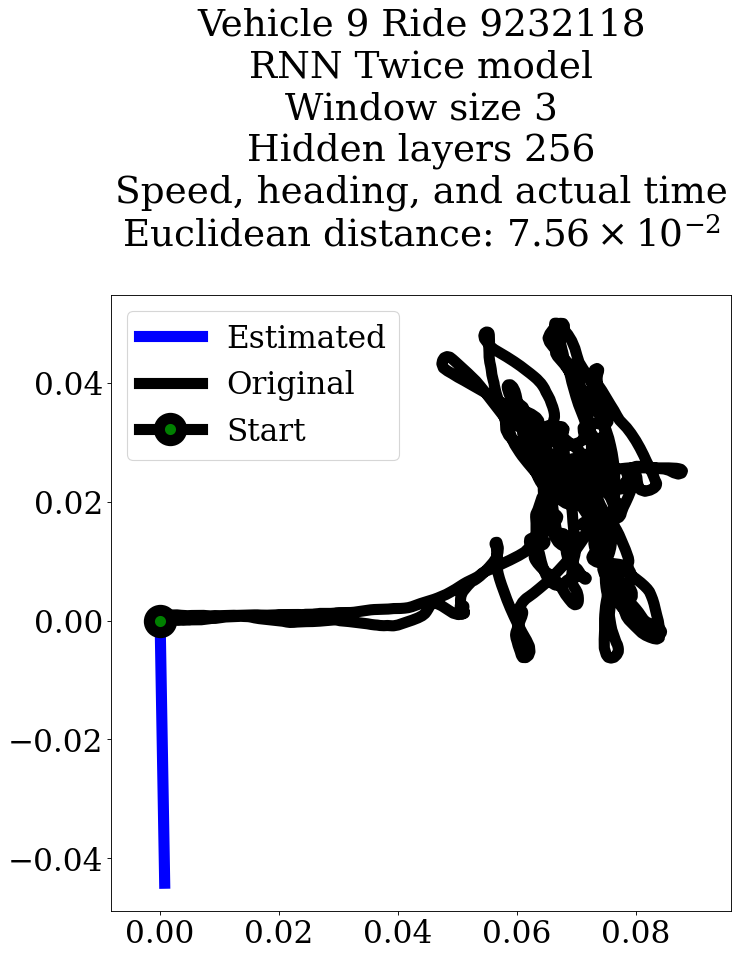 Vehicle 9 Ride 9232118
RNN Twice model
Window size 3
Hidden layers 256
Speed, heading, and actual time
Euclidean distance: 7.56 × 10⁻²
Estimated
Original
Start
0.04
0.02
0.00
−0.02
−0.04
0.00 0.02 0.04 0.06 0.08